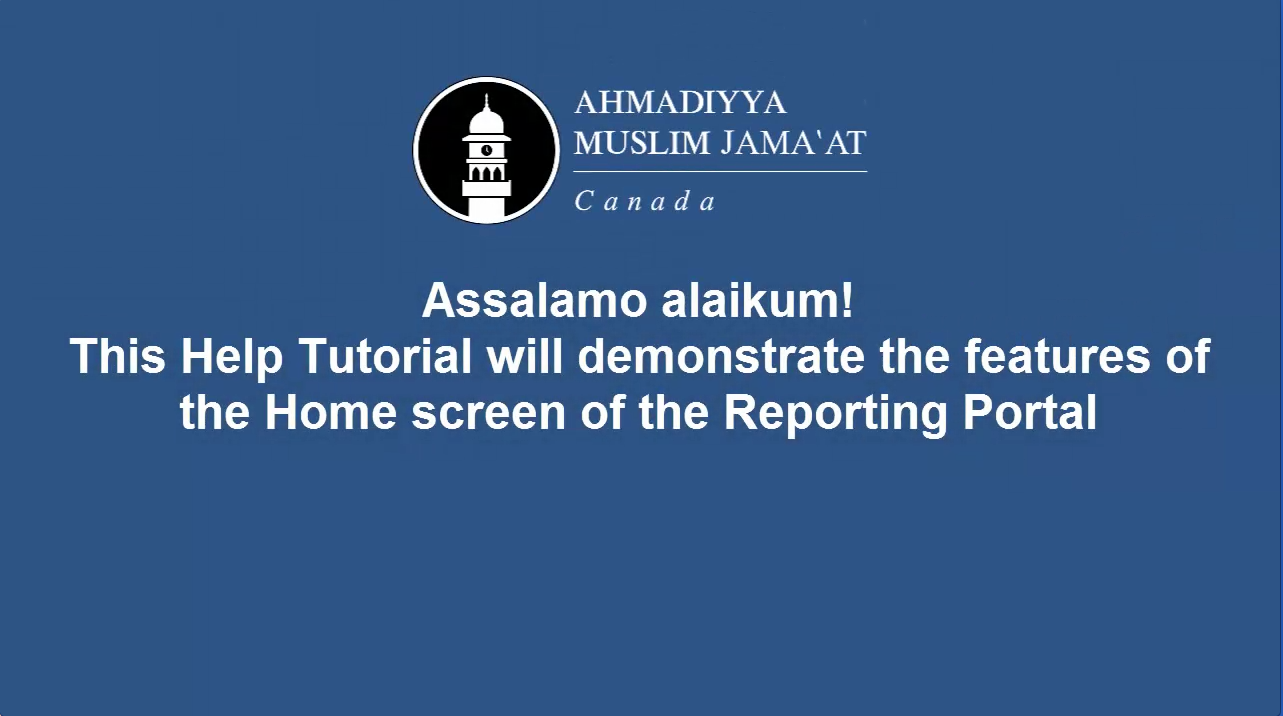 AHMADIYYA
MUSLIM JAMA‛AT
Canada
Assalamo alaikum!
This Help Tutorial will demonstrate the features of
the Home screen of the Reporting Portal